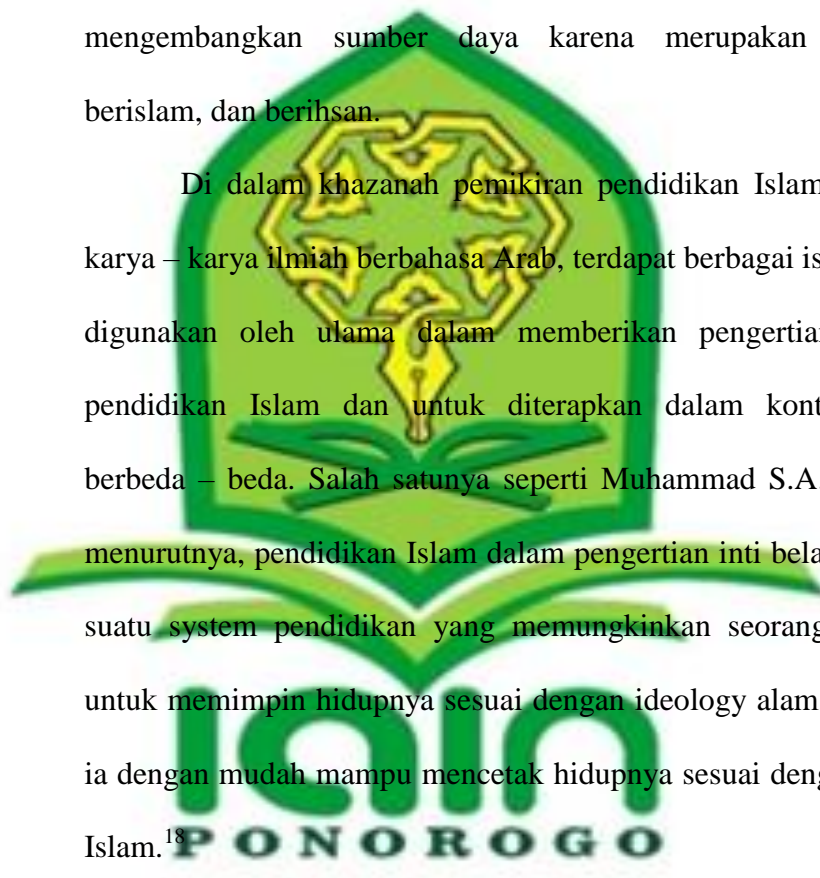 mengembangkan sumber daya karena merupakan
berislam, dan berihsan.
Di dalam khazanah pemikiran pendidikan Islam
karya – karya ilmiah berbahasa Arab, terdapat berbagai is
digunakan oleh ulama dalam memberikan pengertian
pendidikan Islam dan untuk diterapkan dalam kont
berbeda – beda. Salah satunya seperti Muhammad S.A.
menurutnya, pendidikan Islam dalam pengertian inti bela
suatu system pendidikan yang memungkinkan seorang
untuk memimpin hidupnya sesuai dengan ideology alam
ia dengan mudah mampu mencetak hidupnya sesuai deng
Islam.18
iain
PONOROGO